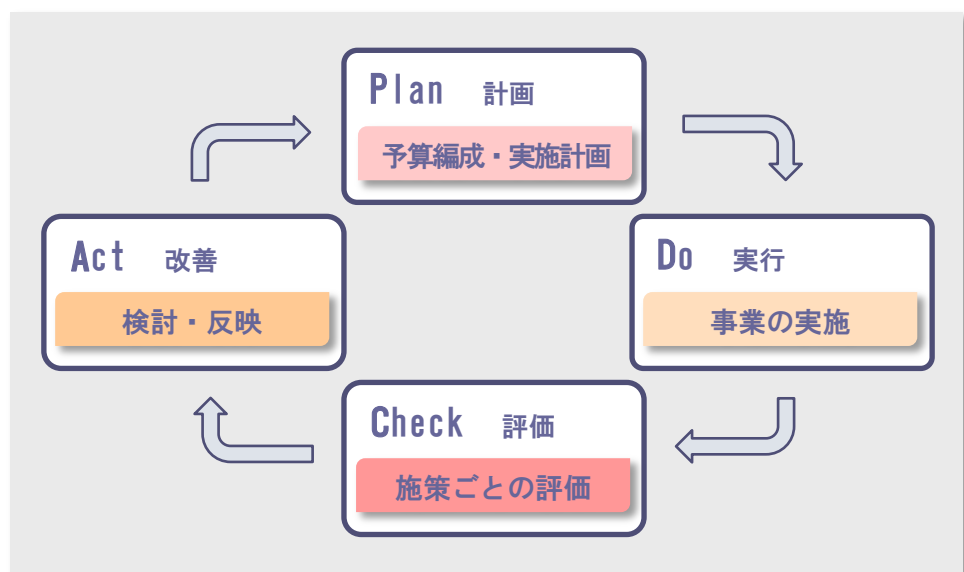 Plan 計画
予算編成・実施計画
Do 実行
事業の実施
Check 評価
施策ごとの評価
Act 改善
検討・反映